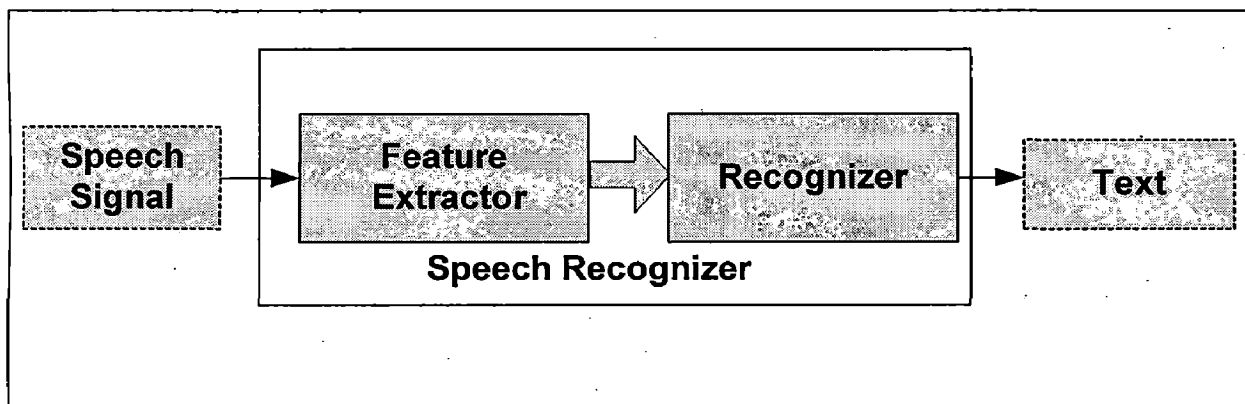 Speech
Signal
Feature
Extractor
Recognizer
Text
Speech Recognizer